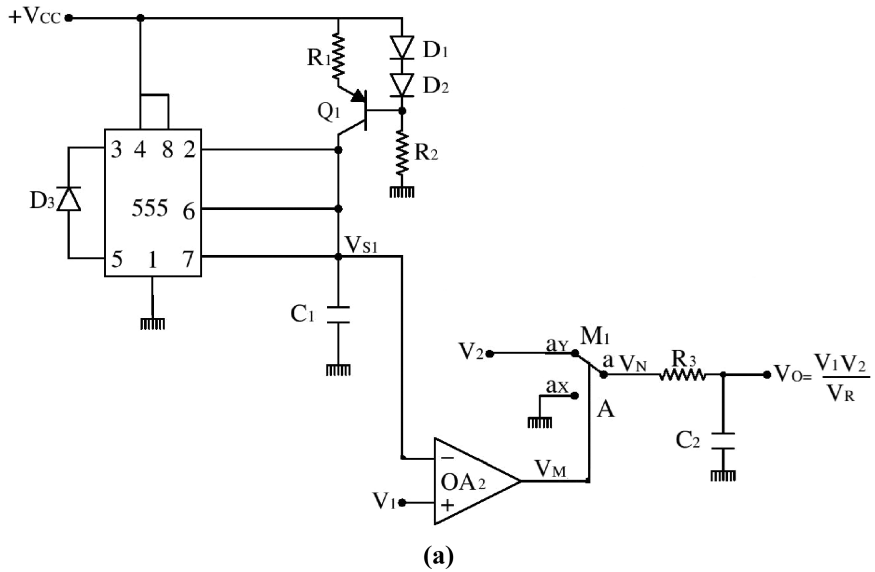 +VCC
R1
D1
D2
Q1
R2
3 4 8 2
D3
555 6
5 1 7
VS1
C1
V2
aY
M1
a
VN
R3
VO= V1V2
VR
aX
A
C2
−
OA2
VM
V1
+
(a)